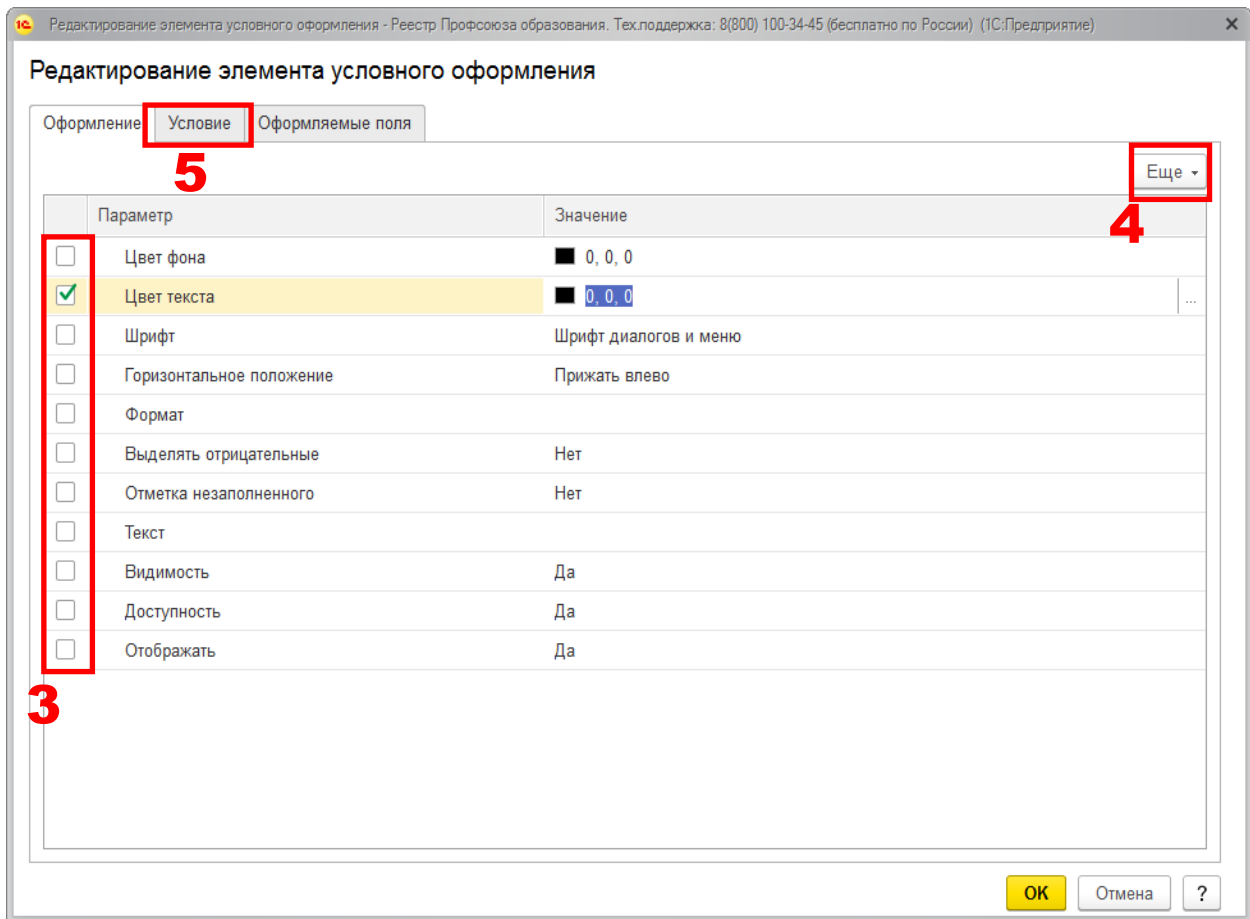 1С Редактирование элемента условного оформления - Реестр Профсоюза образования. Тех.поддержка: 8(800) 100-34-45 (бесплатно по России) (1С:Предприятие)
Редактирование элемента условного оформления
Оформление Условие Оформляемые поля
5
Еще
4
Параметр Значение
Цвет фона 0, 0, 0
Цвет текста 0, 0, 0 ...
Шрифт Шрифт диалогов и меню
Горизонтальное положение Прижать влево
Формат
Выделять отрицательные Нет
Отметка незаполненного Нет
Текст
Видимость Да
Доступность Да
Отображать Да
3
ОК Отмена ?